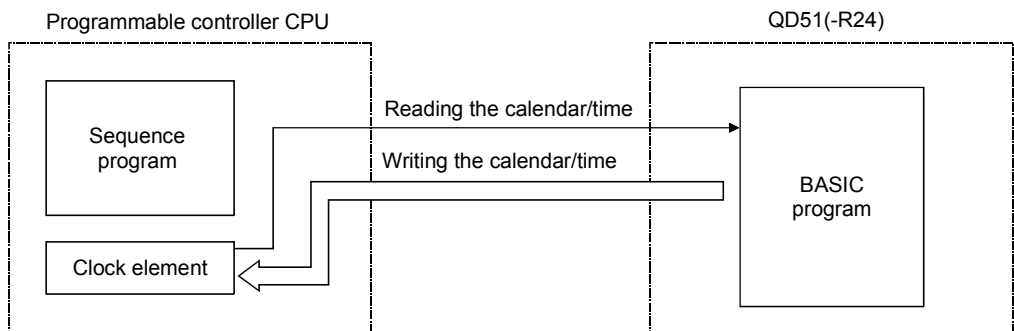 Programmable controller CPU
QD51(-R24)
Reading the calendar/time
Sequence
program
Writing the calendar/time
BASIC
program
Clock element